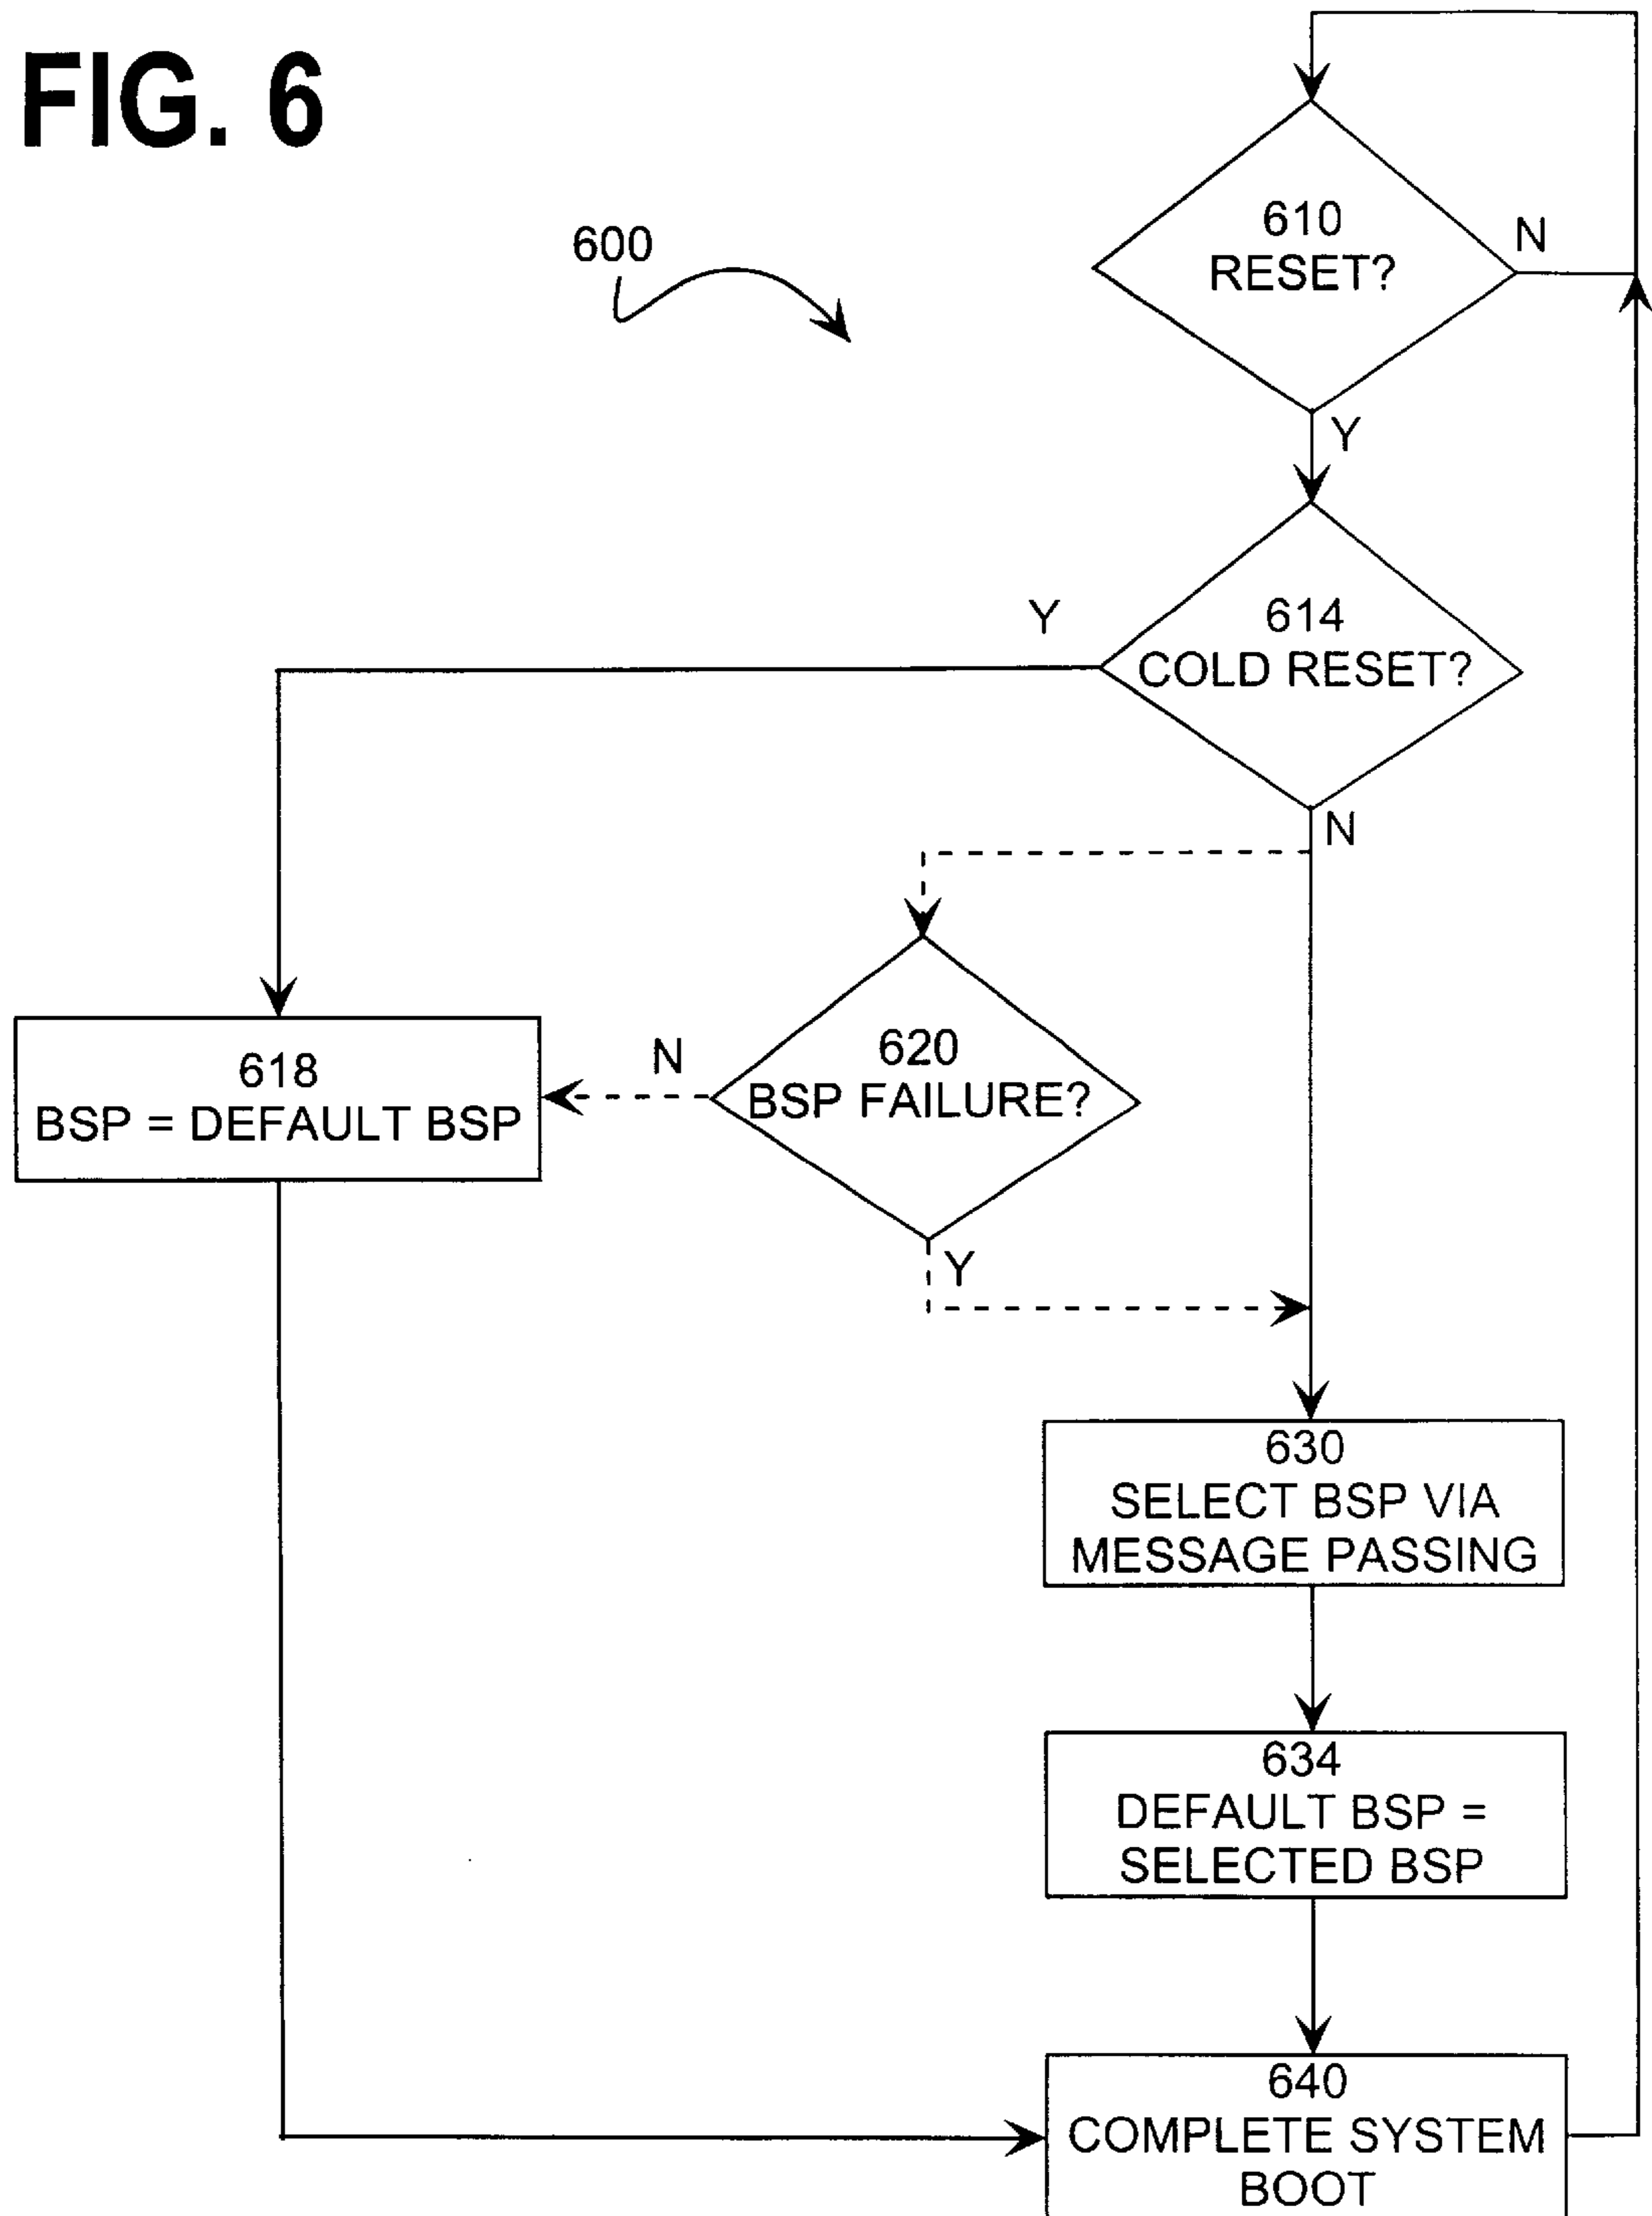 FIG. 6
600
610
RESET?
N
Y
614
COLD RESET?
Y
N
620
BSP FAILURE?
N
Y
618
BSP = DEFAULT BSP
630
SELECT BSP VIA
MESSAGE PASSING
634
DEFAULT BSP =
SELECTED BSP
640
COMPLETE SYSTEM
BOOT